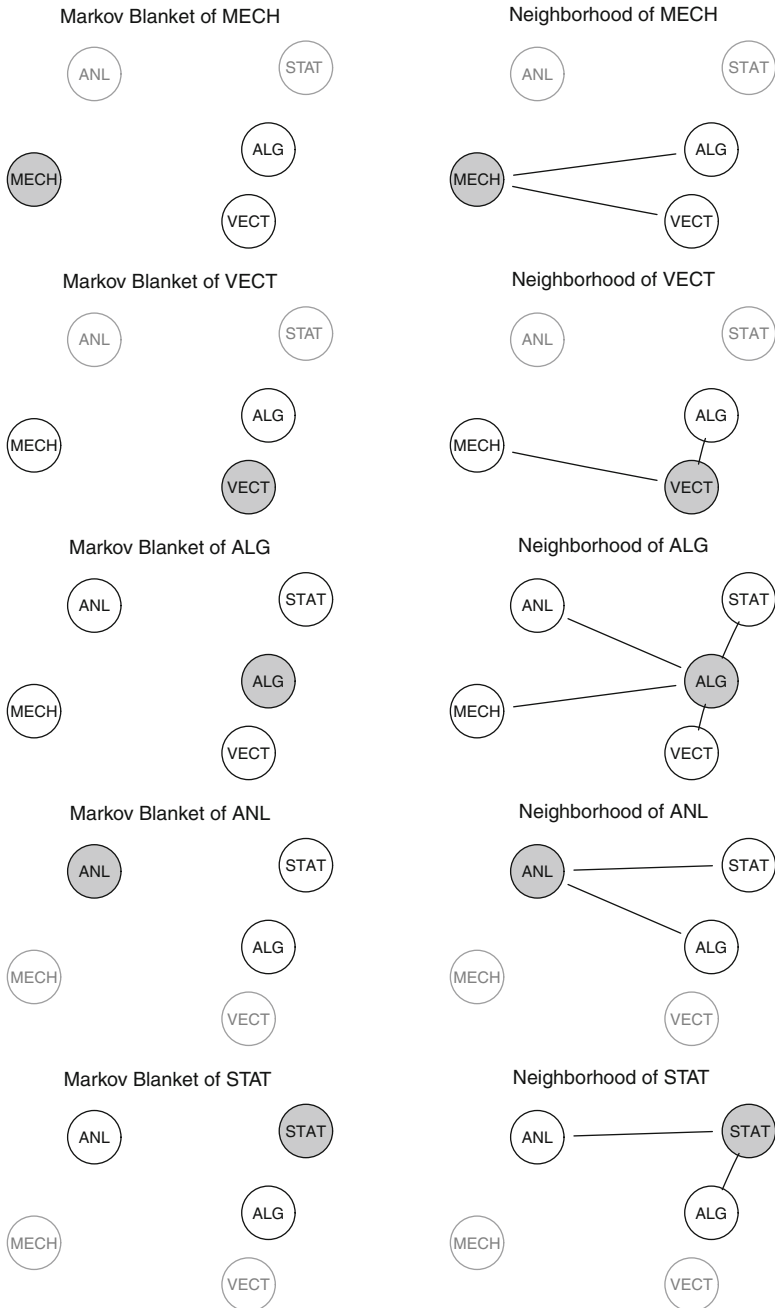 Markov Blanket of MECH
Neighborhood of MECH
ANL
STAT
ANL
STAT
ALG
ALG
MECH
MECH
VECT
VECT
Markov Blanket of VECT
Neighborhood of VECT
ANL
STAT
ANL
STAT
ALG
ALG
MECH
MECH
VECT
VECT
Markov Blanket of ALG
Neighborhood of ALG
ANL
STAT
ANL
STAT
ALG
ALG
MECH
MECH
VECT
VECT
Markov Blanket of ANL
Neighborhood of ANL
ANL
STAT
ANL
STAT
ALG
ALG
MECH
MECH
VECT
VECT
Markov Blanket of STAT
Neighborhood of STAT
ANL
STAT
ANL
STAT
ALG
ALG
MECH
MECH
VECT
VECT